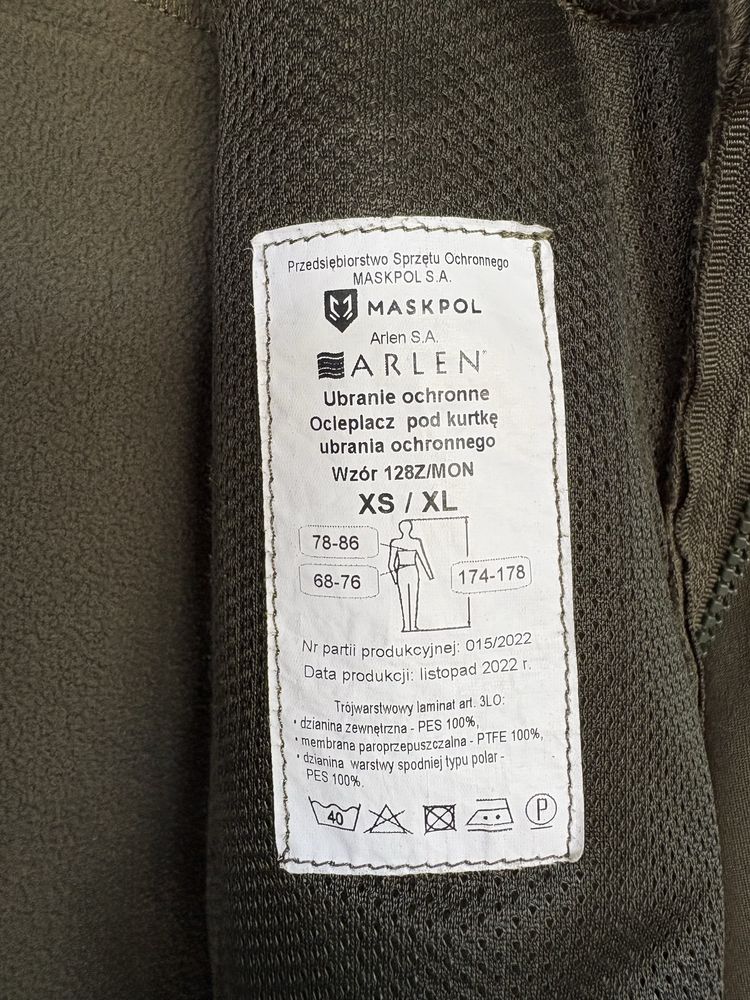 Przedsiębiorstwo Sprzętu Ochronnego
MASKPOL S.A.
MASKPOL
Arlen S.A.
ARLEN
Ubranie ochronne
Ocieplacz pod kurtkę
ubrania ochronnego
Wzór 128Z/MON
XS / XL
78-86
68-76
174-178
Nr partii produkcyjnej: 015/2022
Data produkcji: listopad 2022 r.
Trójwarstwowy laminat art. 3LO:
• dzianina zewnętrzna - PES 100%,
• membrana paroprzepuszczalna - PTFE 100%,
• dzianina warstwy spodniej typu polar -
PES 100%.
40
P